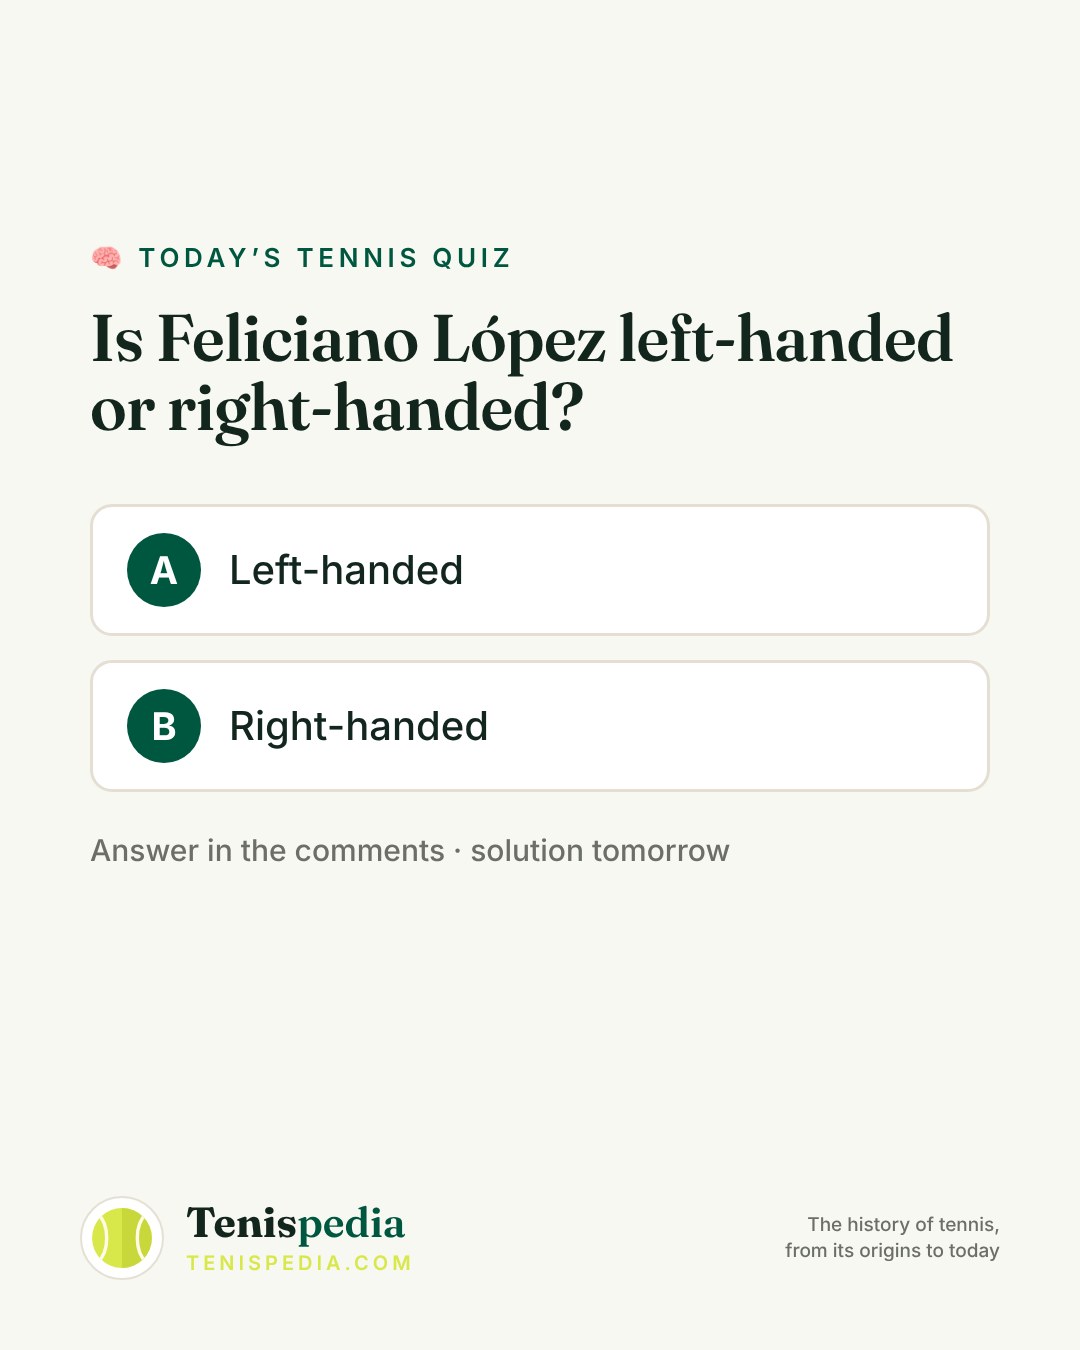 🧠 TODAY’S TENNIS QUIZ
Is Feliciano López left-handed
or right-handed?
A Left-handed
B Right-handed
Answer in the comments · solution tomorrow
Tenispedia
TENISPEDIA.COM
The history of tennis,
from its origins to today